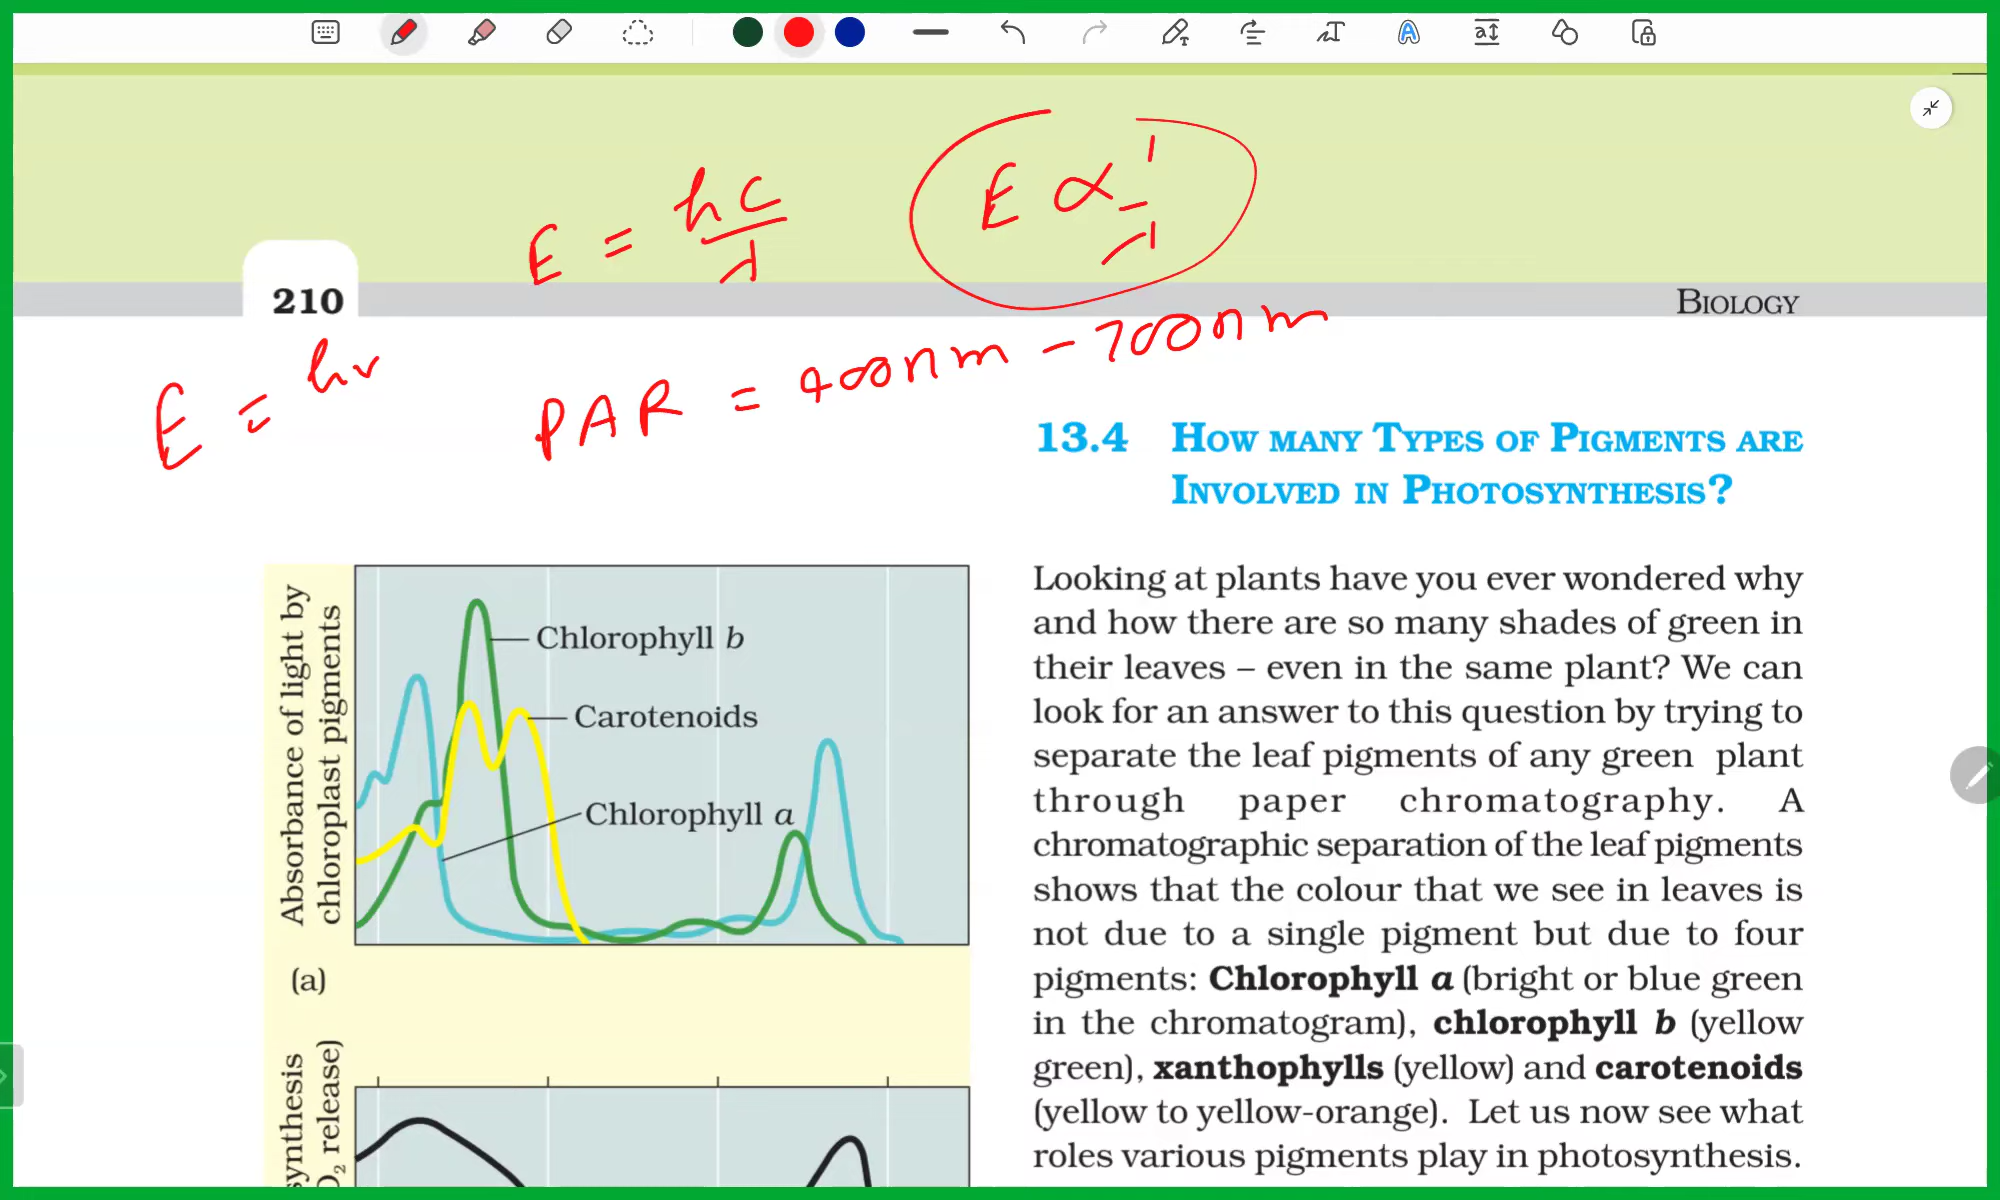 E = hc/λ
E ∝ 1/λ
210
BIOLOGY
E = hν
PAR = 400nm - 700nm
13.4 HOW MANY TYPES OF PIGMENTS ARE
INVOLVED IN PHOTOSYNTHESIS?
Absorbance of light by
chloroplast pigments
Chlorophyll b
Carotenoids
Chlorophyll a
(a)
Looking at plants have you ever wondered why
and how there are so many shades of green in
their leaves – even in the same plant? We can
look for an answer to this question by trying to
separate the leaf pigments of any green plant
through paper chromatography. A
chromatographic separation of the leaf pigments
shows that the colour that we see in leaves is
not due to a single pigment but due to four
pigments: Chlorophyll a (bright or blue green
in the chromatogram), chlorophyll b (yellow
green), xanthophylls (yellow) and carotenoids
(yellow to yellow-orange). Let us now see what
roles various pigments play in photosynthesis.
ynthesis
O₂ release)